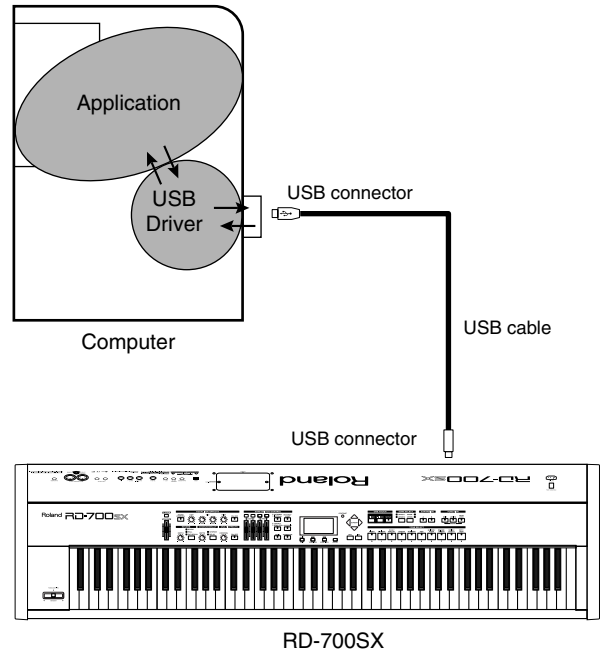 Application
USB
Driver
USB connector
USB cable
Computer
USB connector
Roland
RD-700SX
Roland RD-700SX
RD-700SX